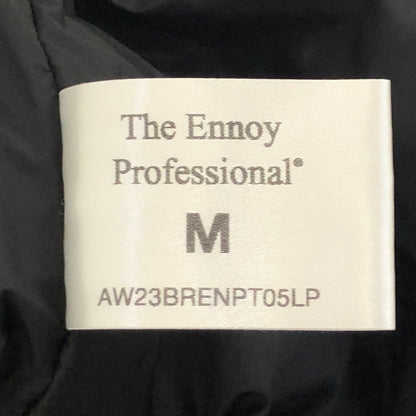 The Ennoy
Professional®
M
AW23BRENPT05LP